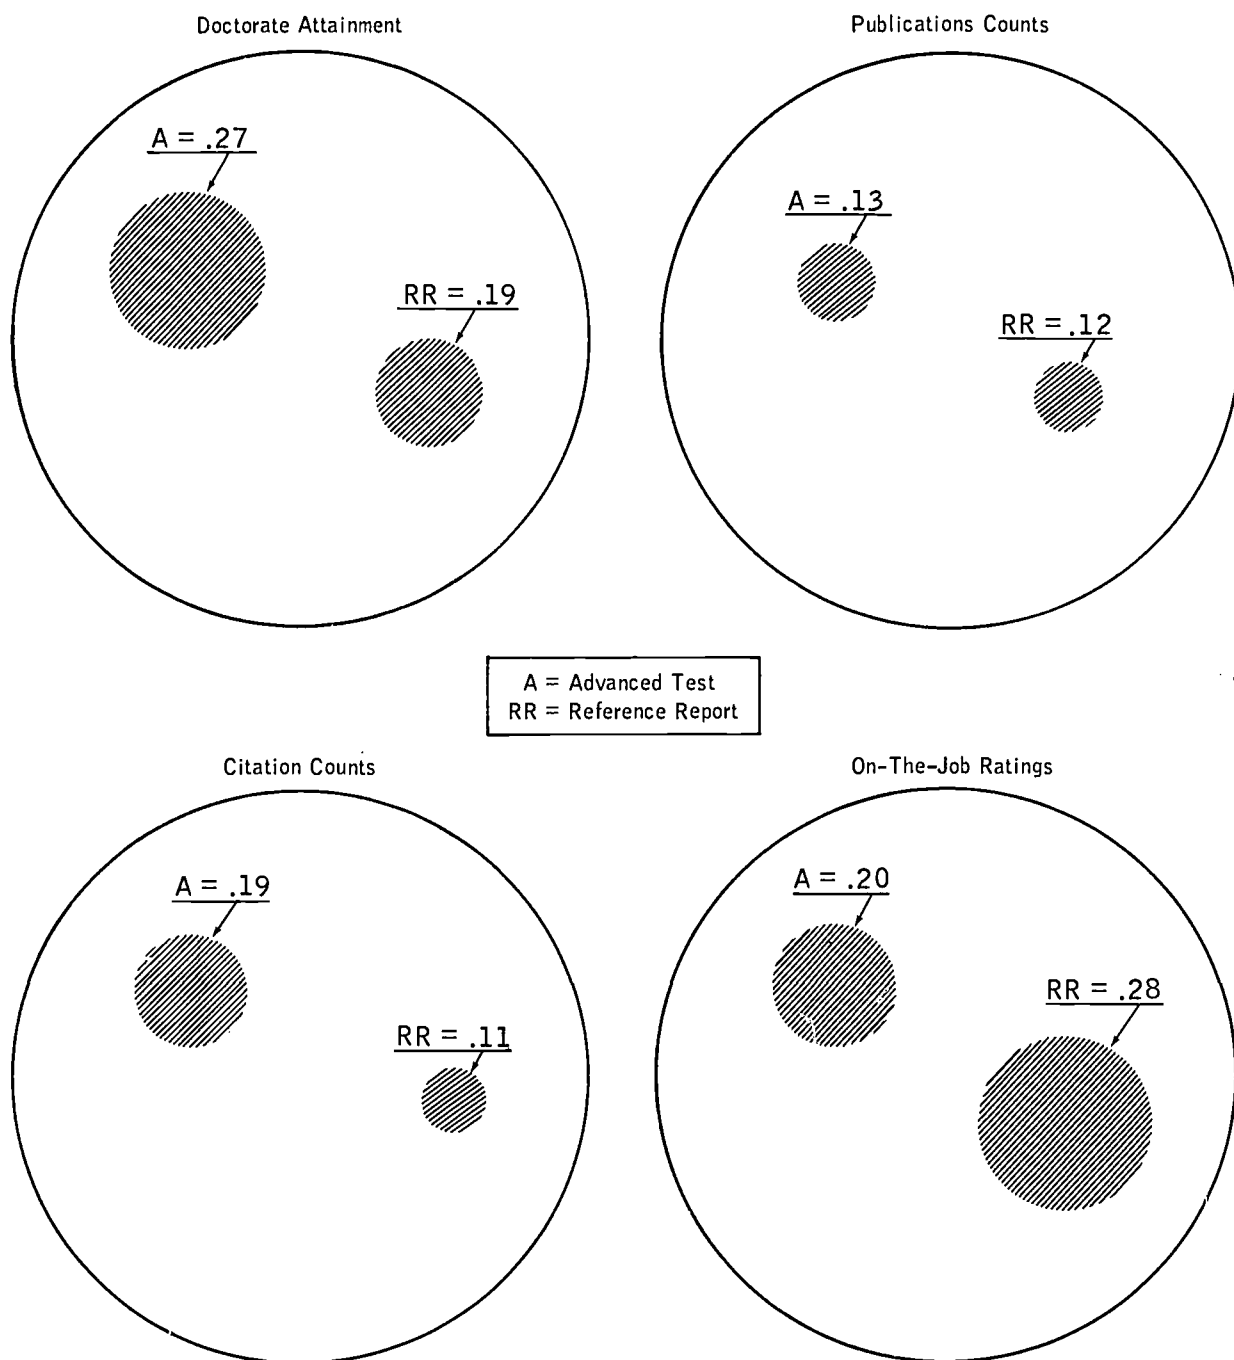 Doctorate Attainment
Publications Counts
A = .27
RR = .19
A = .13
RR = .12
A = Advanced Test
RR = Reference Report
Citation Counts
On-The-Job Ratings
A = .19
RR = .11
A = .20
RR = .28